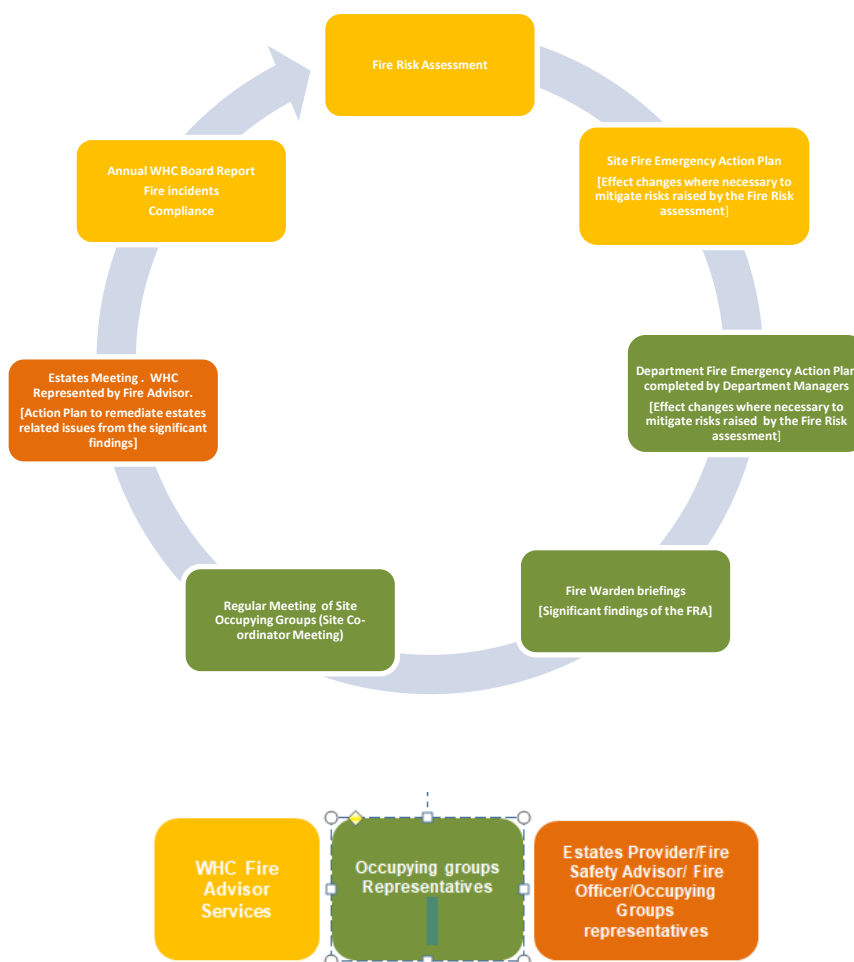 Fire Risk Assessment
Site Fire Emergency Action Plan
[Effect changes where necessary to
mitigate risks raised by the Fire Risk
assessment]
Department Fire Emergency Action Plan
completed by Department Managers
[Effect changes where necessary to
mitigate risks raised by the Fire Risk
assessment]
Fire Warden briefings
[Significant findings of the FRA]
Regular Meeting of Site
Occupying Groups (Site Co-
ordinator Meeting)
Estates Meeting . WHC
Represented by Fire Advisor.
[Action Plan to remediate estates
related issues from the significant
findings]
Annual WHC Board Report
Fire incidents
Compliance
WHC Fire
Advisor
Services
Occupying groups
Representatives
Estates Provider/Fire
Safety Advisor/ Fire
Officer/Occupying
Groups
representatives